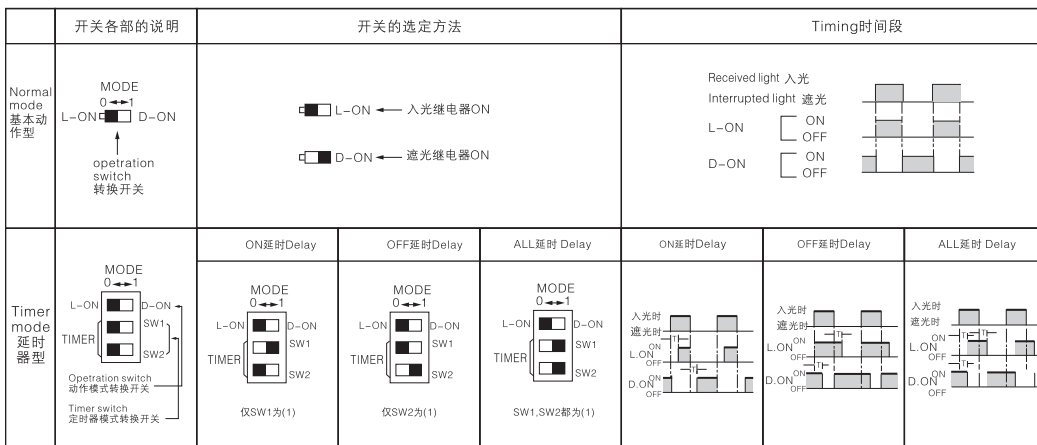 开关各部的说明
开关的选定方法
Timing时间段
Normal
mode
基本动
作型
MODE
0 1
L-ON D-ON
opetration
switch
转换开关
L-ON 入光继电器ON
D-ON 遮光继电器ON
Received light 入光
Interrupted light 遮光
L-ON ON
OFF
D-ON ON
OFF
Timer
mode
延时
器型
MODE
0 1
L-ON D-ON
SW1
TIMER
SW2
Opetration switch
动作模式转换开关
Timer switch
定时器模式转换开关
ON延时Delay
MODE
0 1
L-ON D-ON
SW1
TIMER
SW2
仅SW1为(1)
OFF延时Delay
MODE
0 1
L-ON D-ON
SW1
TIMER
SW2
仅SW2为(1)
ALL延时 Delay
MODE
0 1
L-ON D-ON
SW1
TIMER
SW2
SW1,SW2都为(1)
ON延时Delay
入光时
遮光时
T
L.ON ON
OFF
T
D.ON ON
OFF
OFF延时Delay
入光时
遮光时
T
L.ON ON
OFF
T
D.ON ON
OFF
ALL延时 Delay
入光时
遮光时
T T
L.ON ON
OFF
T T
D.ON ON
OFF